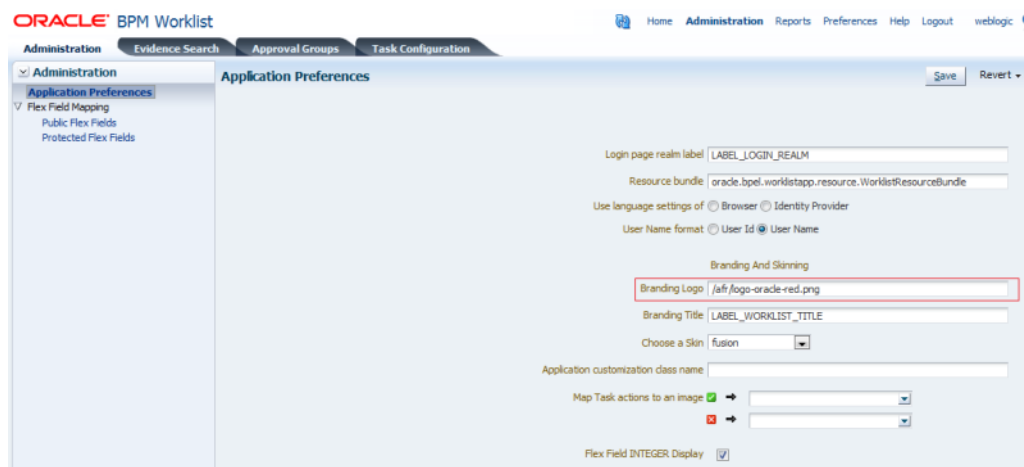 ORACLE BPM Worklist
Home Administration Reports Preferences Help Logout weblogic
Administration Evidence Search Approval Groups Task Configuration
Administration
Application Preferences
Flex Field Mapping
Public Flex Fields
Protected Flex Fields
Application Preferences
Save Revert
Login page realm label LABEL_LOGIN_REALM
Resource bundle oracle.bpel.worklistapp.resource.WorklistResourceBundle
Use language settings of Browser Identity Provider
User Name format User Id User Name
Branding And Skinning
Branding Logo /afr/logo-oracle-red.png
Branding Title LABEL_WORKLIST_TITLE
Choose a Skin fusion
Application customization class name
Map Task actions to an image
Flex Field INTEGER Display